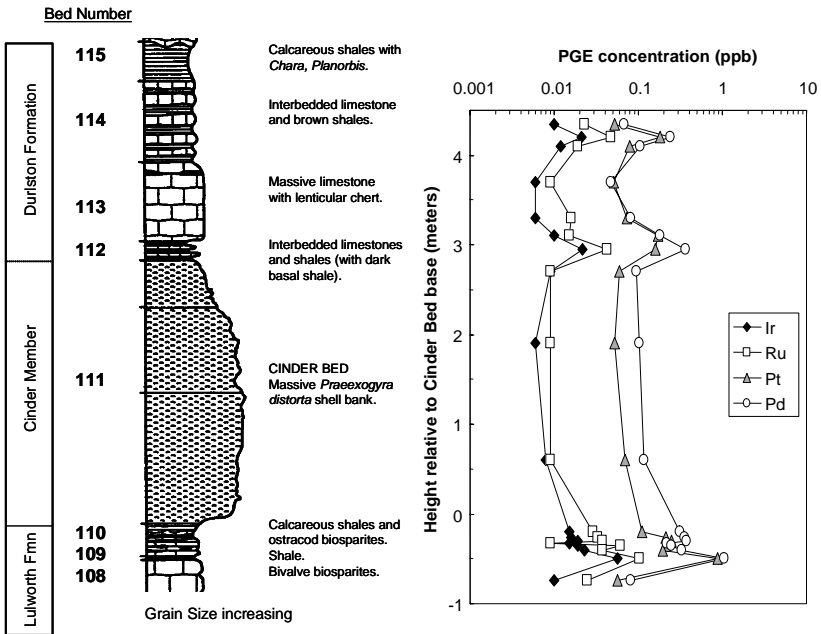 Bed Number
Durlston Formation
Cinder Member
Lulworth Fmn
115
114
113
112
111
110
109
108
Calcareous shales with
Chara, Planorbis.
Interbedded limestone
and brown shales.
Massive limestone
with lenticular chert.
Interbedded limestones
and shales (with dark
basal shale).
CINDER BED
Massive Praeexogyra
distorta shell bank.
Calcareous shales and
ostracod biosparites.
Shale.
Bivalve biosparites.
Grain Size increasing
PGE concentration (ppb)
0.001 0.01 0.1 1 10
Height relative to Cinder Bed base (meters)
4
3
2
1
0
-1
Ir
Ru
Pt
Pd